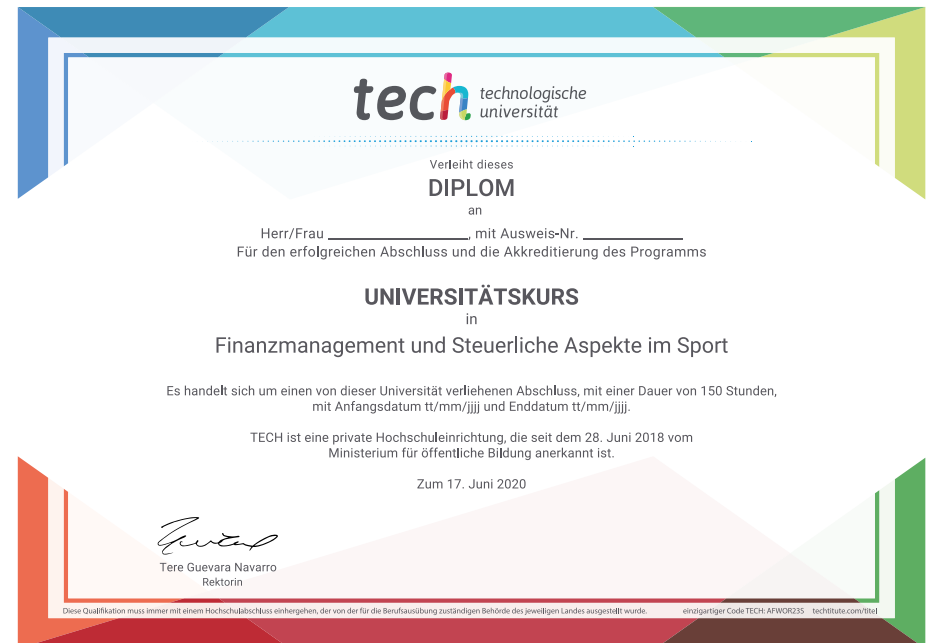 tech technologische
universität
Verleiht dieses
DIPLOM
an
Herr/Frau ____________________, mit Ausweis-Nr. ______________
Für den erfolgreichen Abschluss und die Akkreditierung des Programms
UNIVERSITÄTSKURS
in
Finanzmanagement und Steuerliche Aspekte im Sport
Es handelt sich um einen von dieser Universität verliehenen Abschluss, mit einer Dauer von 150 Stunden,
mit Anfangsdatum tt/mm/jjjj und Enddatum tt/mm/jjjj.
TECH ist eine private Hochschuleinrichtung, die seit dem 28. Juni 2018 vom
Ministerium für öffentliche Bildung anerkannt ist.
Zum 17. Juni 2020
Tere Guevara Navarro
Rektorin
Diese Qualifikation muss immer mit einem Hochschulabschluss einhergehen, der von der für die Berufsausübung zuständigen Behörde des jeweiligen Landes ausgestellt wurde. einzigartiger Code TECH: AFWOR23S techtitute.com/titel